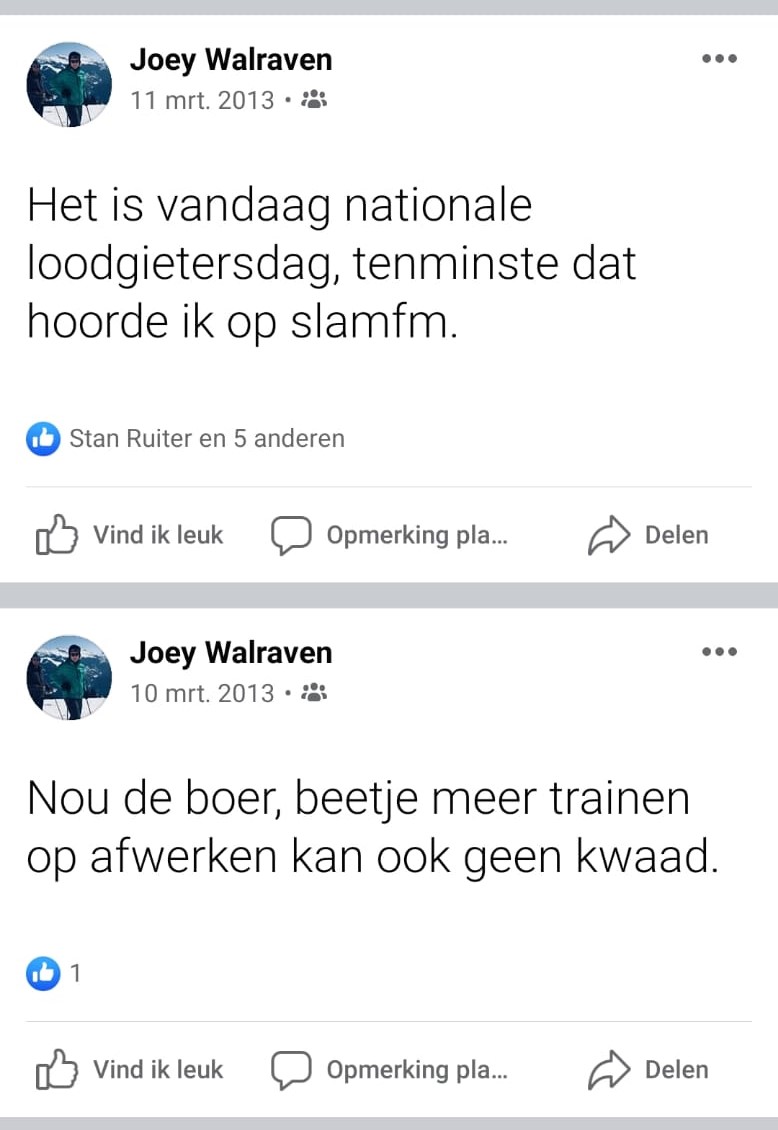 Joey Walraven
11 mrt. 2013 •
Het is vandaag nationale
loodgietersdag, tenminste dat
hoorde ik op slamfm.
Stan Ruiter en 5 anderen
Vind ik leuk
Opmerking pla...
Delen
Joey Walraven
10 mrt. 2013 •
Nou de boer, beetje meer trainen
op afwerken kan ook geen kwaad.
1
Vind ik leuk
Opmerking pla...
Delen